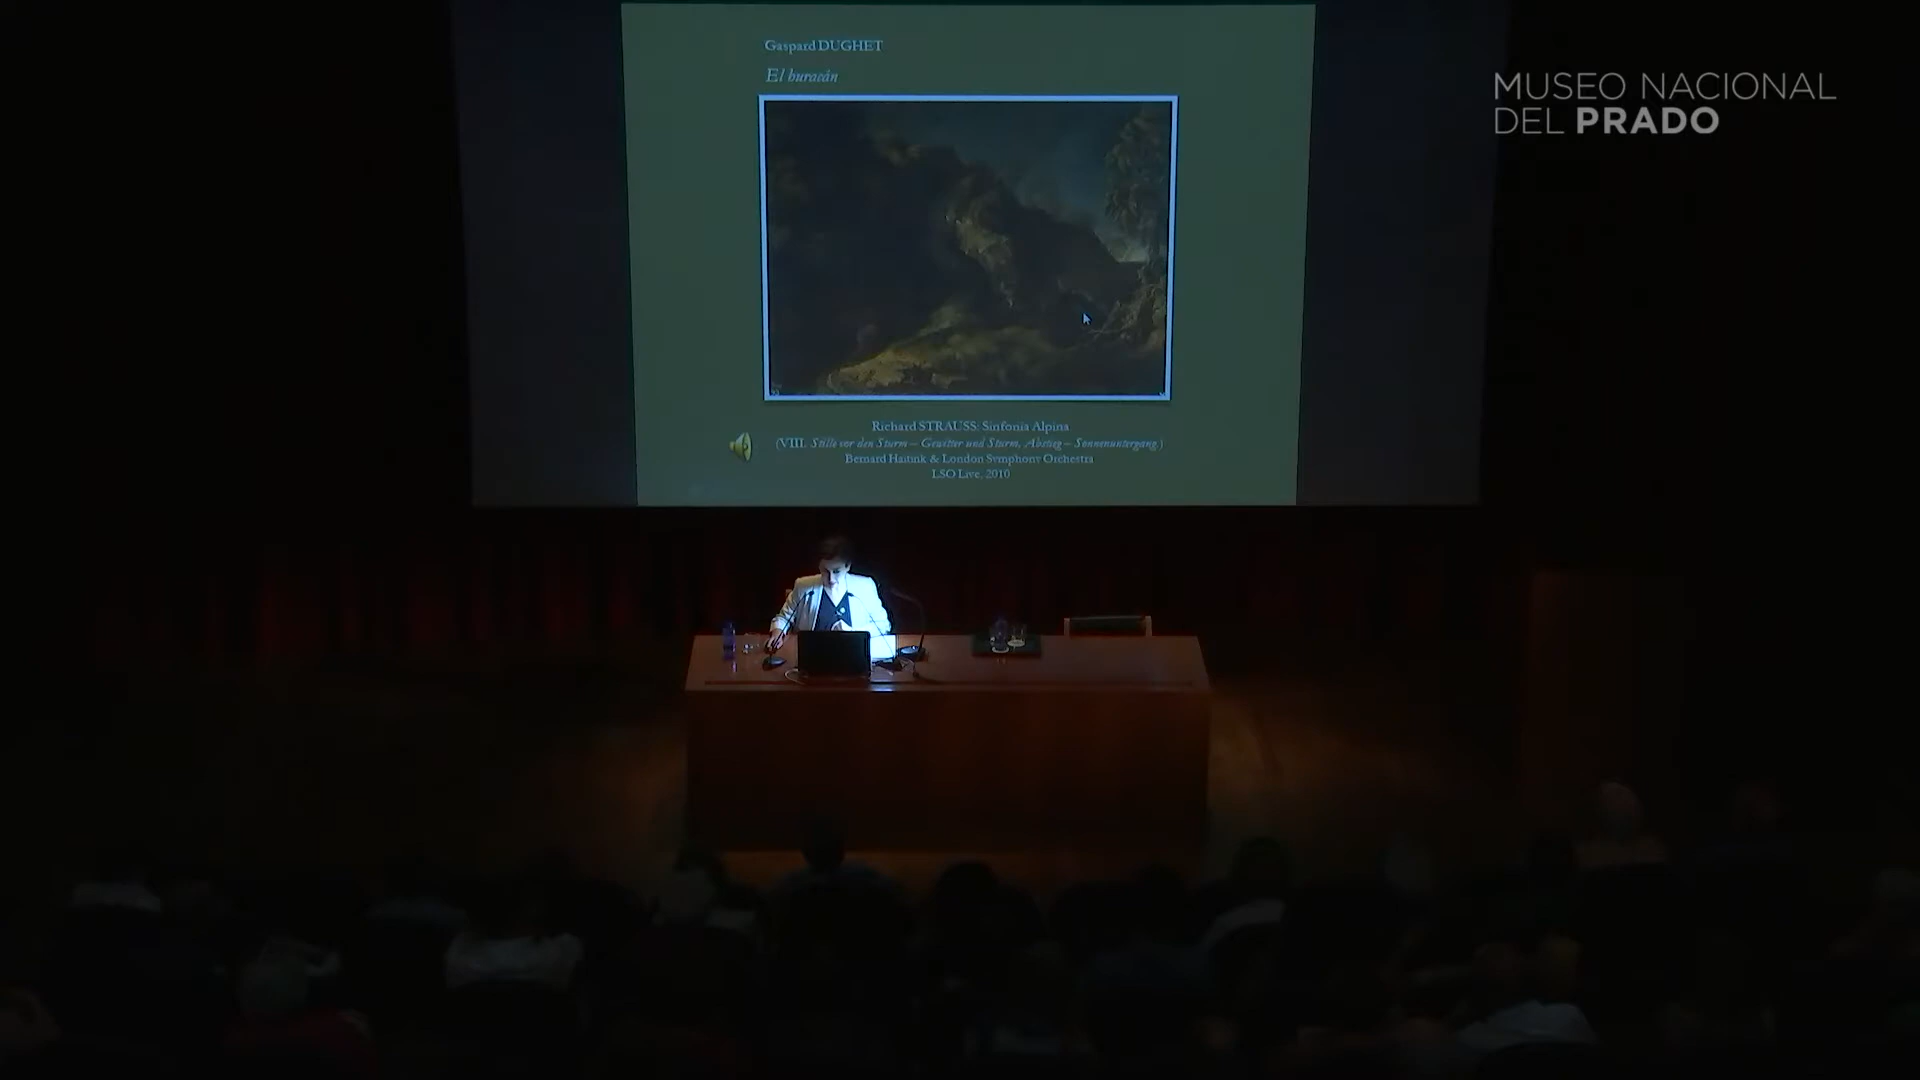 Gaspard DUGHET
El huracán
Richard STRAUSS: Sinfonía Alpina
(VIII. Stille vor den Sturm – Gewitter und Sturm, Abstieg – Sonnenuntergang.)
Bernard Haitink & London Symphony Orchestra
LSO Live, 2010
MUSEO NACIONAL
DEL PRADO